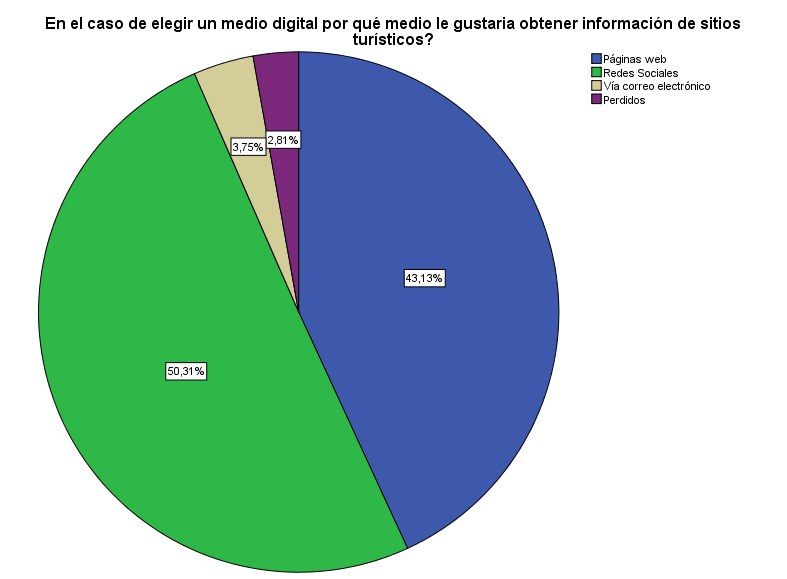 En el caso de elegir un medio digital por qué medio le gustaria obtener información de sitios
turísticos?
Páginas web
Redes Sociales
Vía correo electrónico
Perdidos
3,75%
2,81%
43,13%
50,31%